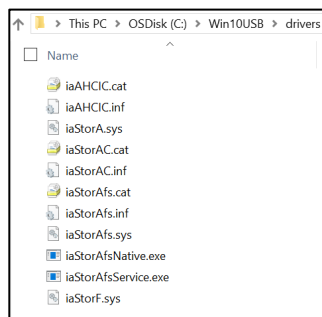 This PC > OSDisk (C:) > Win10USB > drivers
Name
iaAHCIC.cat
iaAHCIC.inf
iaStorA.sys
iaStorAC.cat
iaStorAC.inf
iaStorAfs.cat
iaStorAfs.inf
iaStorAfs.sys
iaStorAfsNative.exe
iaStorAfsService.exe
iaStorF.sys